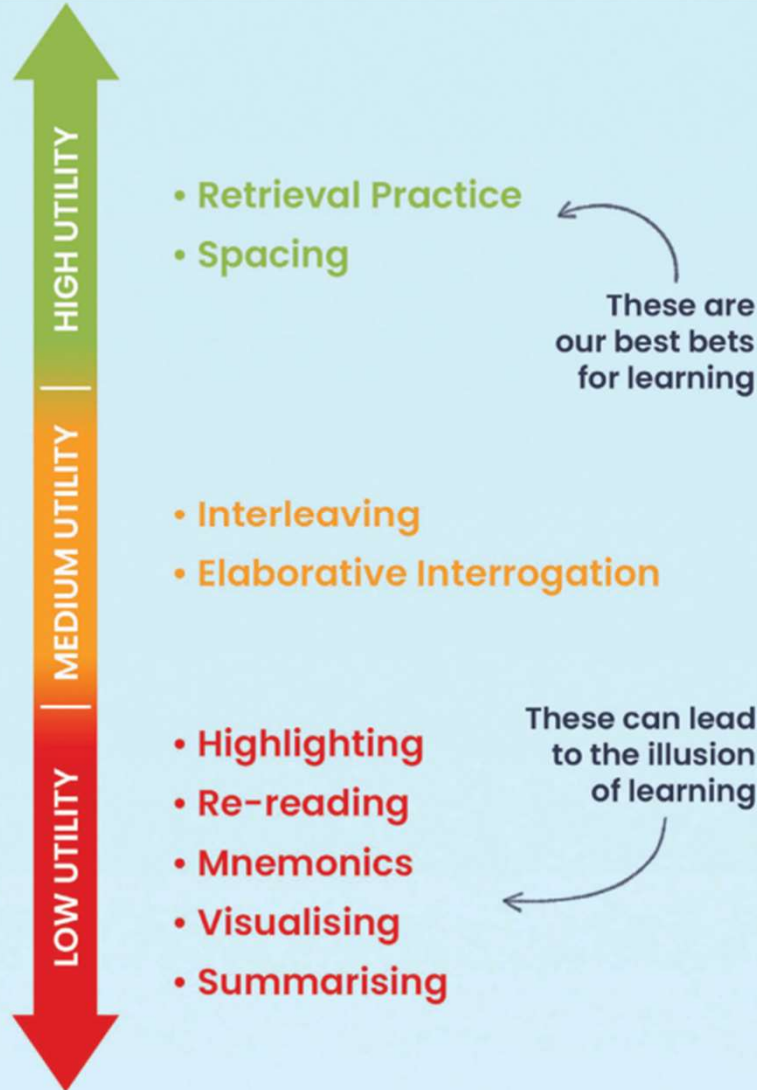 HIGH UTILITY
• Retrieval Practice
• Spacing
These are
our best bets
for learning
MEDIUM UTILITY
• Interleaving
• Elaborative Interrogation
LOW UTILITY
• Highlighting
• Re-reading
• Mnemonics
• Visualising
• Summarising
These can lead
to the illusion
of learning